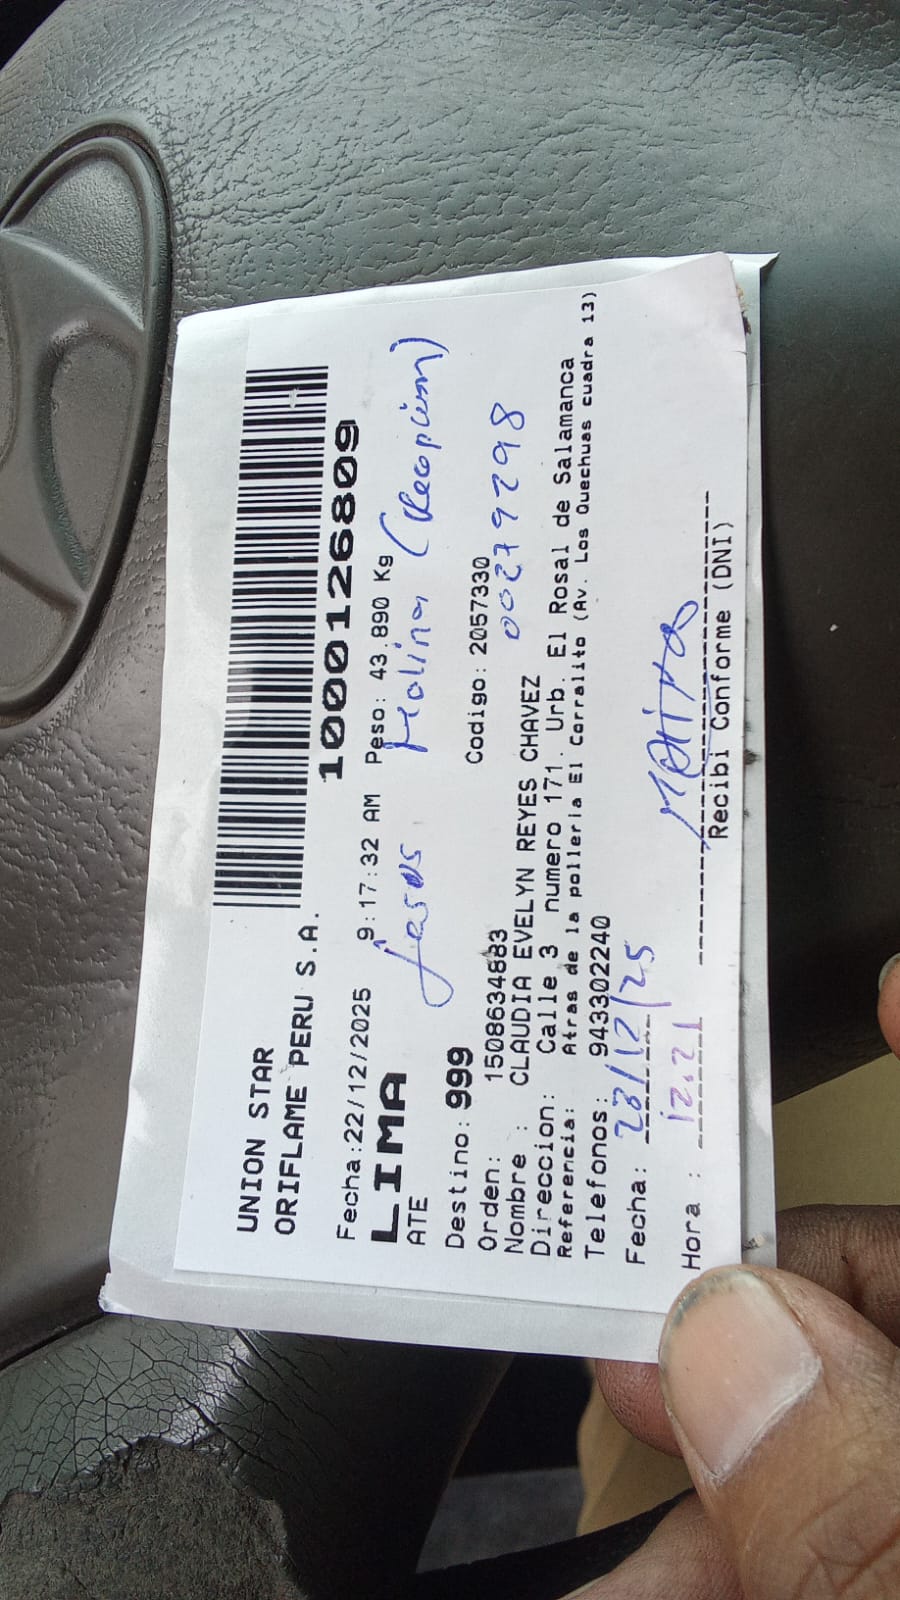 UNION STAR
ORIFLAME PERU S.A.
1000126809
Fecha:22/12/2025 9:17:32 AM Peso: 43.890 Kg
LIMA
ATE
Jesus Molina (Recepcion)
Destino: 999
Codigo: 2057330
Orden: 1508634883
00279298
Nombre : CLAUDIA EVELYN REYES CHAVEZ
Direccion: Calle 3 numero 171. Urb. El Rosal de Salamanca
Referencia: Atras de la polleria El Corralito (Av. Los Quechuas cuadra 13)
Telefonos: 943302240
Fecha: 23/12/25
Hora : 12.21
Recibi Conforme (DNI)